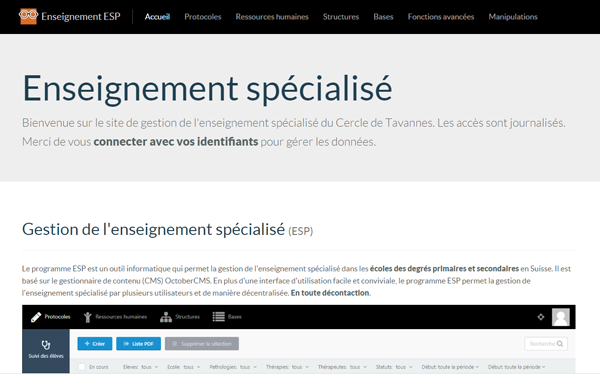 Enseignement ESP Accueil Protocoles Ressources humaines Structures Bases Fonctions avancées Manipulations
Enseignement spécialisé
Bienvenue sur le site de gestion de l'enseignement spécialisé du Cercle de Tavannes. Les accès sont journalisés.
Merci de vous connecter avec vos identifiants pour gérer les données.
Gestion de l'enseignement spécialisé (ESP)
Le programme ESP est un outil informatique qui permet la gestion de l'enseignement spécialisé dans les écoles des degrés primaires et secondaires en Suisse. Il est
basé sur le gestionnaire de contenu (CMS) OctoberCMS. En plus d'une interface d'utilisation facile et conviviale, le programme ESP permet la gestion de
l'enseignement spécialisé par plusieurs utilisateurs et de manière décentralisée. En toute décontaction.
Protocoles Ressources humaines Structures Bases
Suivi des élèves
+ Créer Liste PDF Supprimer la sélection Recherche
En cours Eleves: tous Ecole: tous Pathologies: tous Thérapies: tous Thérapeutes: tous Statuts: tous Début: toute la période Début: toute la période